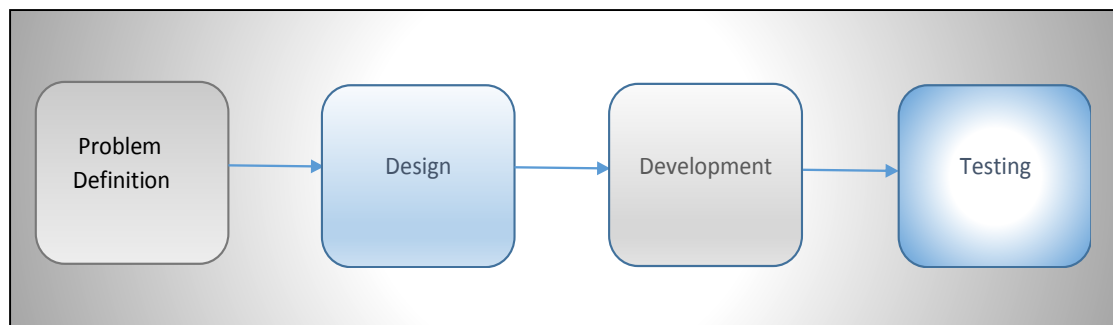 Problem
Definition
Design
Development
Testing